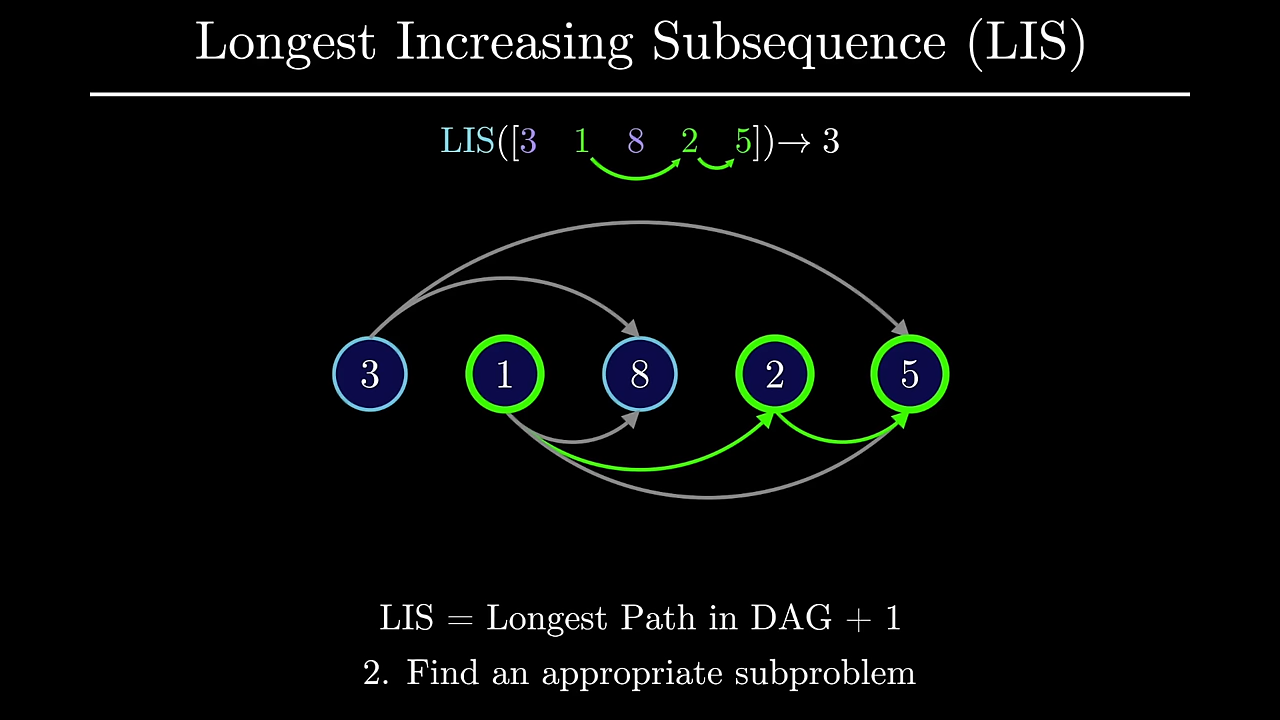 Longest Increasing Subsequence (LIS)
LIS([3 1 8 2 5])→ 3
3 1 8 2 5
LIS = Longest Path in DAG + 1
2. Find an appropriate subproblem